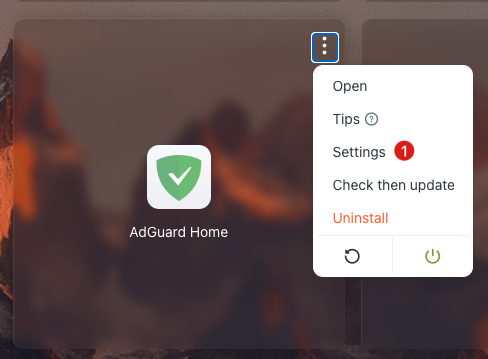 Open
Tips ?
Settings 1
Check then update
Uninstall
AdGuard Home